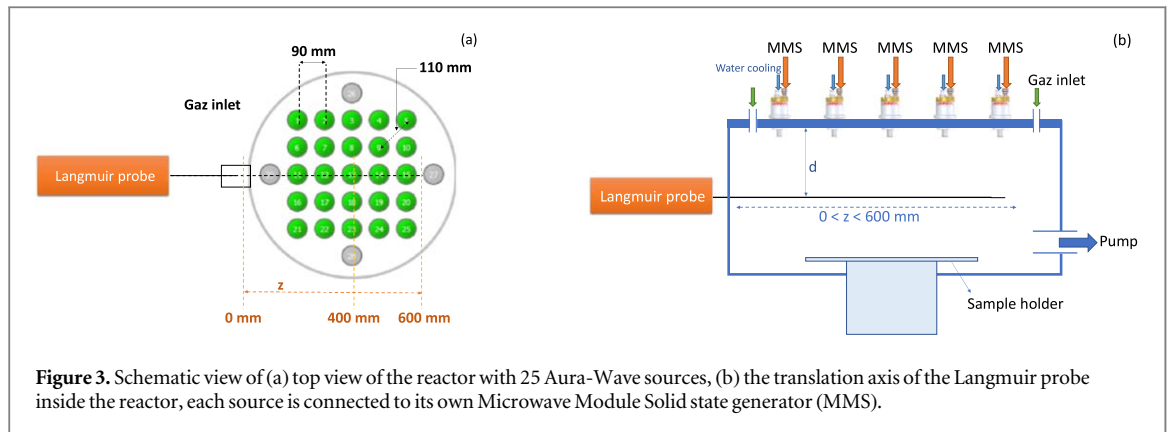 (a)
90 mm
110 mm
Gaz inlet
Langmuir probe
1 2 3 4
6 7 8 9 10
11 12 13 14 15 27
16 17 18 19 20
21 22 23 24 25
z
0 mm 400 mm 600 mm
(b)
MMS MMS MMS MMS MMS
Water cooling
Gaz inlet
d
Langmuir probe
0 < z < 600 mm
Pump
Sample holder
Figure 3. Schematic view of (a) top view of the reactor with 25 Aura-Wave sources, (b) the translation axis of the Langmuir probe
inside the reactor, each source is connected to its own Microwave Module Solid state generator (MMS).